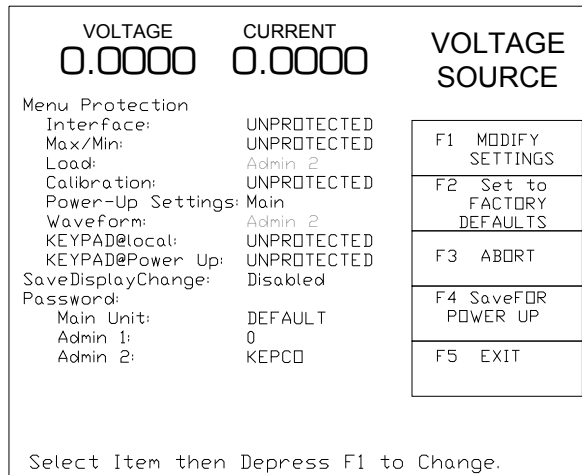 VOLTAGE CURRENT
0.0000 0.0000
VOLTAGE
SOURCE
Menu Protection
Interface: UNPROTECTED
Max/Min: UNPROTECTED
Load: Admin 2
Calibration: UNPROTECTED
Power-Up Settings: Main
Waveform: Admin 2
KEYPAD@local: UNPROTECTED
KEYPAD@Power Up: UNPROTECTED
SaveDisplayChange: Disabled
Password:
Main Unit: DEFAULT
Admin 1: 0
Admin 2: KEPCO
F1 MODIFY
SETTINGS
F2 Set to
FACTORY
DEFAULTS
F3 ABORT
F4 SaveFOR
POWER UP
F5 EXIT
Select Item then Depress F1 to Change.